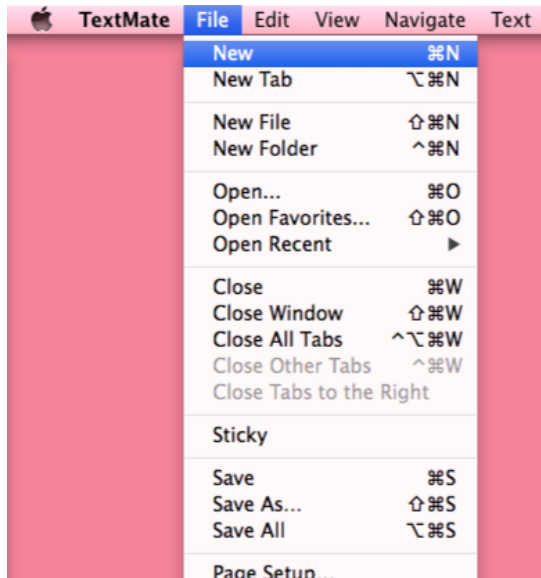 TextMate File Edit View Navigate Text
New ⌘N
New Tab ⌥⌘N
New File ⇧⌘N
New Folder ^⌘N
Open... ⌘O
Open Favorites... ⇧⌘O
Open Recent ▶
Close ⌘W
Close Window ⇧⌘W
Close All Tabs ^⌥⌘W
Close Other Tabs ^⌘W
Close Tabs to the Right
Sticky
Save ⌘S
Save As... ⇧⌘S
Save All ⌥⌘S
Page Setup...